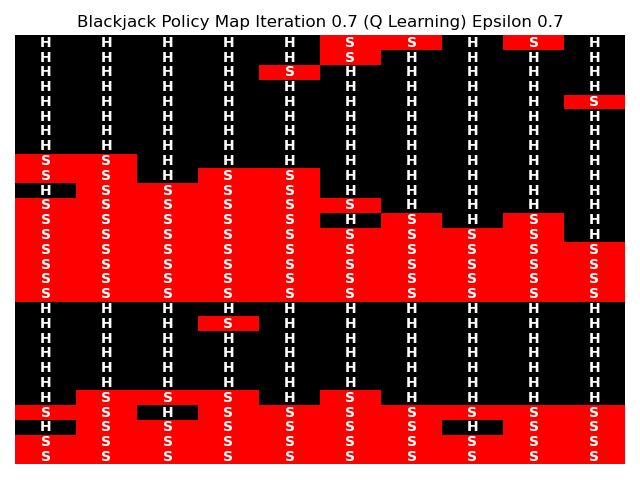 Blackjack Policy Map Iteration 0.7 (Q Learning) Epsilon 0.7
H H H H H S S H S H
H H H H H S H H H H
H H H H S H H H H H
H H H H H H H H H H
H H H H H H H H H S
H H H H H H H H H H
H H H H H H H H H H
H H H H H H H H H H
S S H H H H H H H H
S S H S S H H H H H
H S S S S H H H H H
S S S S S S H H H H
S S S S S H S H S H
S S S S S S S S S H
S S S S S S S S S S
S S S S S S S S S S
S S S S S S S S S S
S S S S S S S S S S
H H H H H H H H H H
H H H S H H H H H H
H H H H H H H H H H
H H H H H H H H H H
H H H H H H H H H H
H H H H H H H H H H
H S S S H S H H H H
S S H S S S S S S S
H S S S S S S H S S
S S S S S S S S S S
S S S S S S S S S S